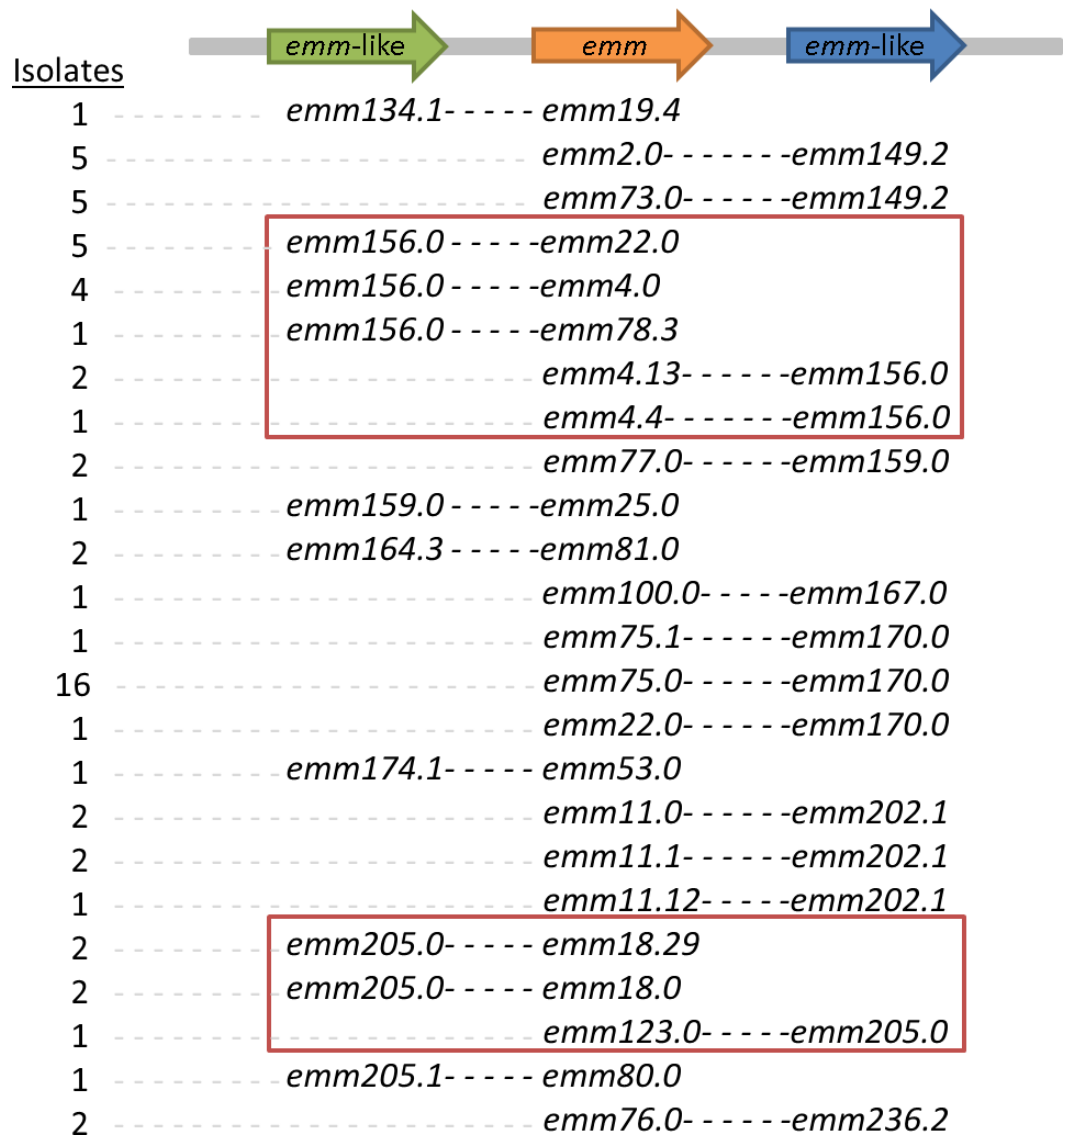 emm-like emm emm-like
Isolates
1 - - - - - - - - emm134.1- - - - - emm19.4
5 - - - - - - - - - - - - - - - - - - - - emm2.0- - - - - - -emm149.2
5 - - - - - - - - - - - - - - - - - - - - emm73.0- - - - - -emm149.2
5 - - - - - - - - - emm156.0 - - - - -emm22.0
4 - - - - - - - - - emm156.0 - - - - -emm4.0
1 - - - - - - - - - emm156.0 - - - - -emm78.3
2 - - - - - - - - - - - - - - - - - - - - emm4.13- - - - - -emm156.0
1 - - - - - - - - - - - - - - - - - - - - emm4.4- - - - - - -emm156.0
2 - - - - - - - - - - - - - - - - - - - - emm77.0- - - - - -emm159.0
1 - - - - - - - - - emm159.0 - - - - -emm25.0
2 - - - - - - - - - emm164.3 - - - - -emm81.0
1 - - - - - - - - - - - - - - - - - - - - emm100.0- - - - -emm167.0
1 - - - - - - - - - - - - - - - - - - - - emm75.1- - - - - -emm170.0
16 - - - - - - - - - - - - - - - - - - - - emm75.0- - - - - -emm170.0
1 - - - - - - - - - - - - - - - - - - - - emm22.0- - - - - -emm170.0
1 - - - - - - - - - emm174.1- - - - - emm53.0
2 - - - - - - - - - - - - - - - - - - - - emm11.0- - - - - -emm202.1
2 - - - - - - - - - - - - - - - - - - - - emm11.1- - - - - -emm202.1
1 - - - - - - - - - - - - - - - - - - - - emm11.12- - - - -emm202.1
2 - - - - - - - - - emm205.0- - - - - emm18.29
2 - - - - - - - - - emm205.0- - - - - emm18.0
1 - - - - - - - - - - - - - - - - - - - - emm123.0- - - - -emm205.0
1 - - - - - - - - - emm205.1- - - - - emm80.0
2 - - - - - - - - - - - - - - - - - - - - emm76.0- - - - - -emm236.2